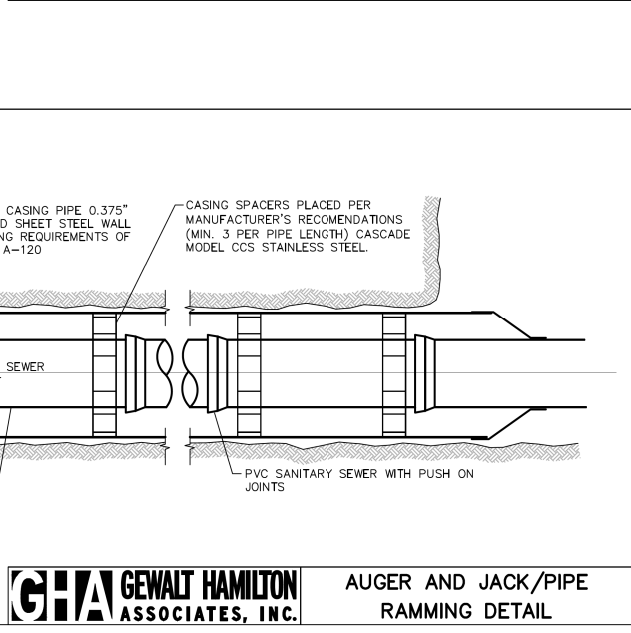 CASING PIPE 0.375"
D SHEET STEEL WALL
NG REQUIREMENTS OF
A-120
CASING SPACERS PLACED PER
MANUFACTURER'S RECOMENDATIONS
(MIN. 3 PER PIPE LENGTH) CASCADE
MODEL CCS STAINLESS STEEL.
SEWER
PVC SANITARY SEWER WITH PUSH ON
JOINTS
GHA GEWALT HAMILTON
ASSOCIATES, INC.
AUGER AND JACK/PIPE
RAMMING DETAIL